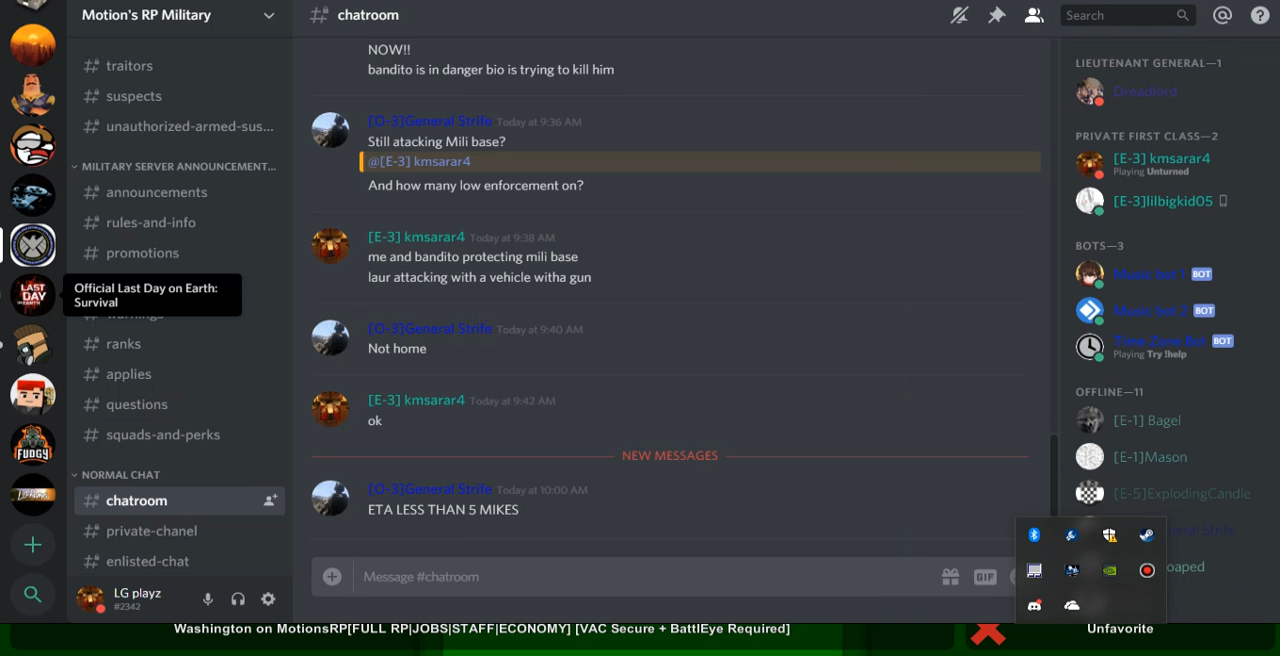 Motion's RP Military
traitors
suspects
unauthorized-armed-sus...
MILITARY SERVER ANNOUNCEMENT...
announcements
rules-and-info
promotions
Official Last Day on Earth:
Survival
warnings
ranks
applies
questions
squads-and-perks
NORMAL CHAT
chatroom
private-chanel
enlisted-chat
LG playz
#2342
LAST
DAY
FUDGY
chatroom
Search
NOW!!
bandito is in danger bio is trying to kill him
[O-3]General Strife Today at 9:36 AM
Still atacking Mili base?
@[E-3] kmsarar4
And how many low enforcement on?
[E-3] kmsarar4 Today at 9:38 AM
me and bandito protecting mili base
laur attacking with a vehicle witha gun
[O-3]General Strife Today at 9:40 AM
Not home
[E-3] kmsarar4 Today at 9:42 AM
ok
NEW MESSAGES
[O-3]General Strife Today at 10:00 AM
ETA LESS THAN 5 MIKES
Message #chatroom
GIF
LIEUTENANT GENERAL—1
Dreadlord
PRIVATE FIRST CLASS—2
[E-3] kmsarar4
Playing Unturned
[E-3]lilbigkid05
BOTS—3
Music bot 1 BOT
Music bot 2 BOT
Time Zone Bot BOT
Playing Try !help
OFFLINE—11
[E-1] Bagel
[E-1]Mason
[E-5]ExplodingCandle
eral Strife
oaped
Washington on MotionsRP[FULL RP|JOBS|STAFF|ECONOMY] [VAC Secure + BattlEye Required]
Unfavorite